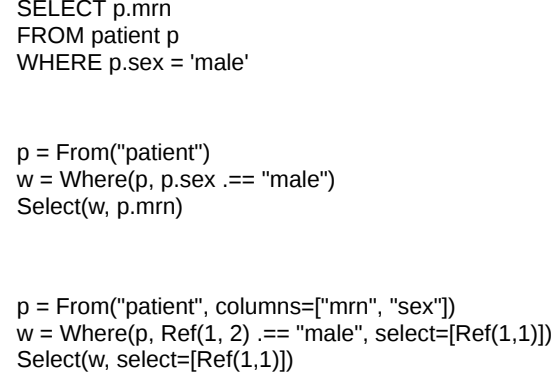 SELECT p.mrn
FROM patient p
WHERE p.sex = 'male'
p = From("patient")
w = Where(p, p.sex .== "male")
Select(w, p.mrn)
p = From("patient", columns=["mrn", "sex"])
w = Where(p, Ref(1, 2) .== "male", select=[Ref(1,1)])
Select(w, select=[Ref(1,1)])